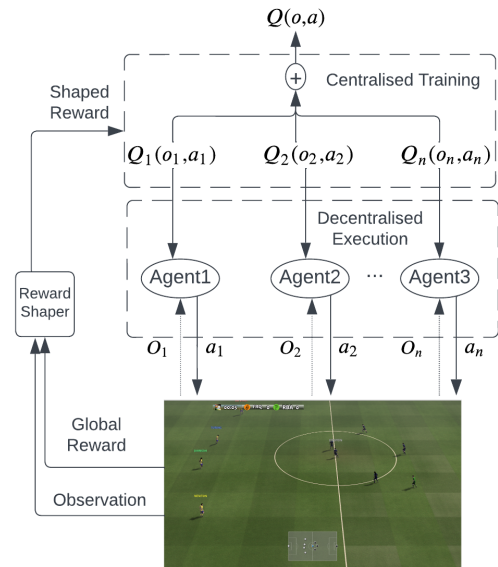 Q(o,a)
+
Centralised Training
Shaped
Reward
Q₁(o₁,a₁)
Q₂(o₂,a₂)
Qₙ(oₙ,aₙ)
Decentralised
Execution
Agent1
Agent2
...
Agent3
Reward
Shaper
O₁
a₁
O₂
a₂
Oₙ
aₙ
Global
Reward
Observation